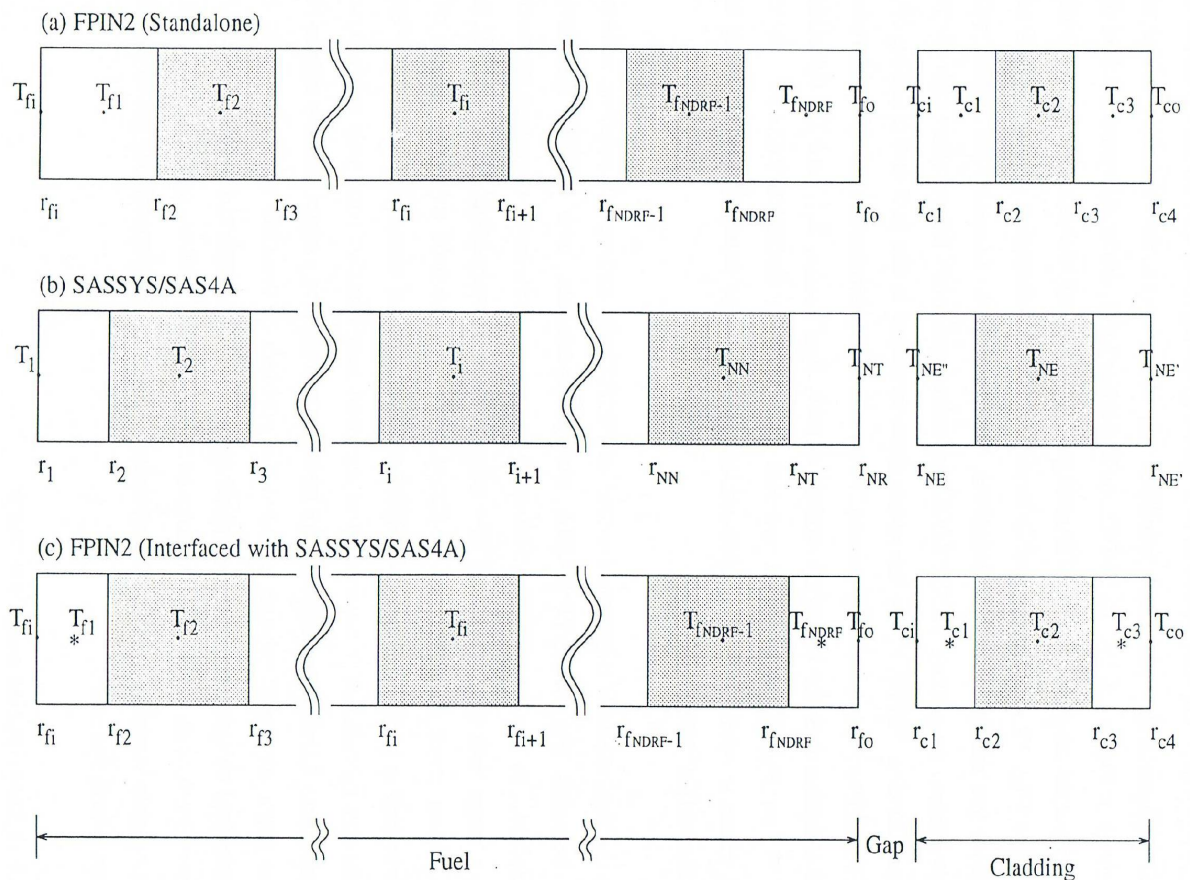 (a) FPIN2 (Standalone)
T_fi T_f1 T_f2 T_fi T_fNDRF-1 T_fNDRF T_fo T_ci T_c1 T_c2 T_c3 T_co
r_fi r_f2 r_f3 r_fi r_fi+1 r_fNDRF-1 r_fNDRF r_fo r_c1 r_c2 r_c3 r_c4
(b) SASSYS/SAS4A
T_1 T_2 T_i T_NN T_NT T_NE" T_NE T_NE'
r_1 r_2 r_3 r_i r_i+1 r_NN r_NT r_NR r_NE r_NE'
(c) FPIN2 (Interfaced with SASSYS/SAS4A)
T_fi T_f1 T_f2 T_fi T_fNDRF-1 T_fNDRF T_fo T_ci T_c1 T_c2 T_c3 T_co
* * * *
r_fi r_f2 r_f3 r_fi r_fi+1 r_fNDRF-1 r_fNDRF r_fo r_c1 r_c2 r_c3 r_c4
Fuel Gap Cladding